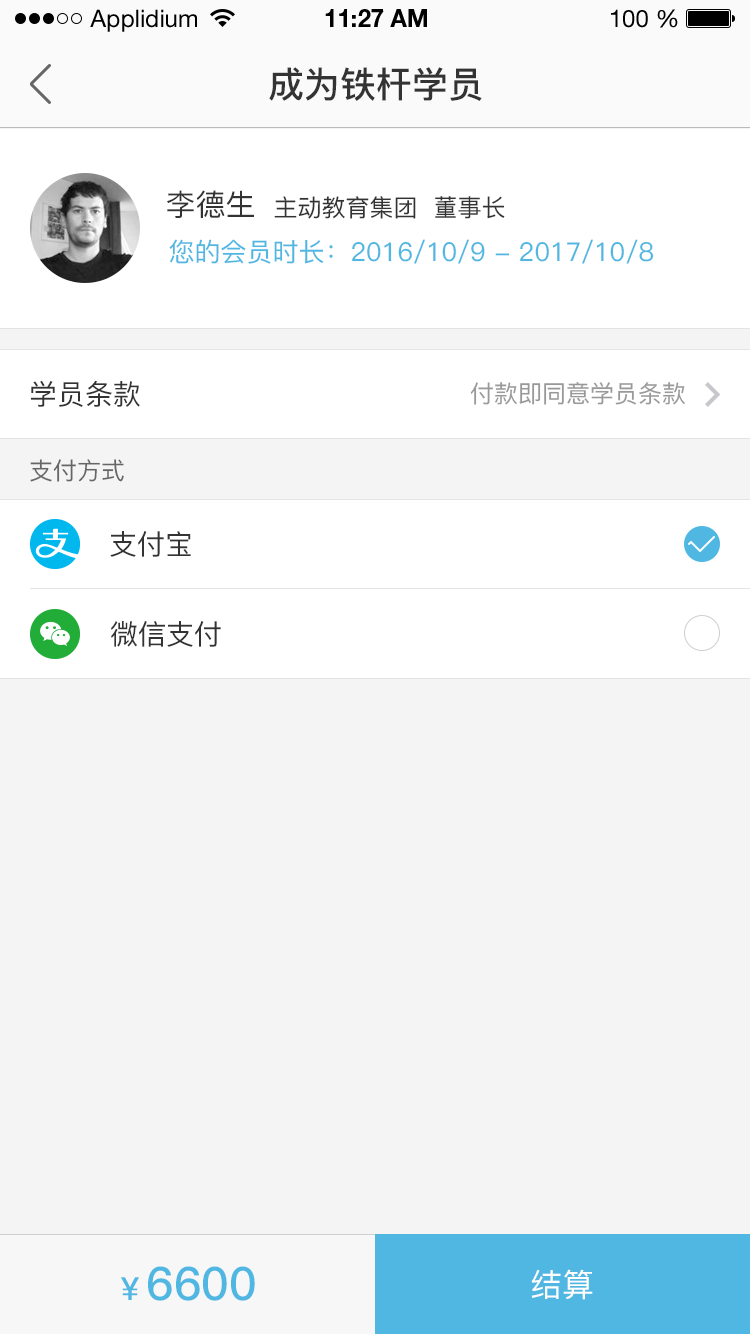 Applidium 11:27 AM 100 %
成为铁杆学员
李德生 主动教育集团 董事长
您的会员时长：2016/10/9 – 2017/10/8
学员条款 付款即同意学员条款
支付方式
支 支付宝
微信支付
¥6600 结算